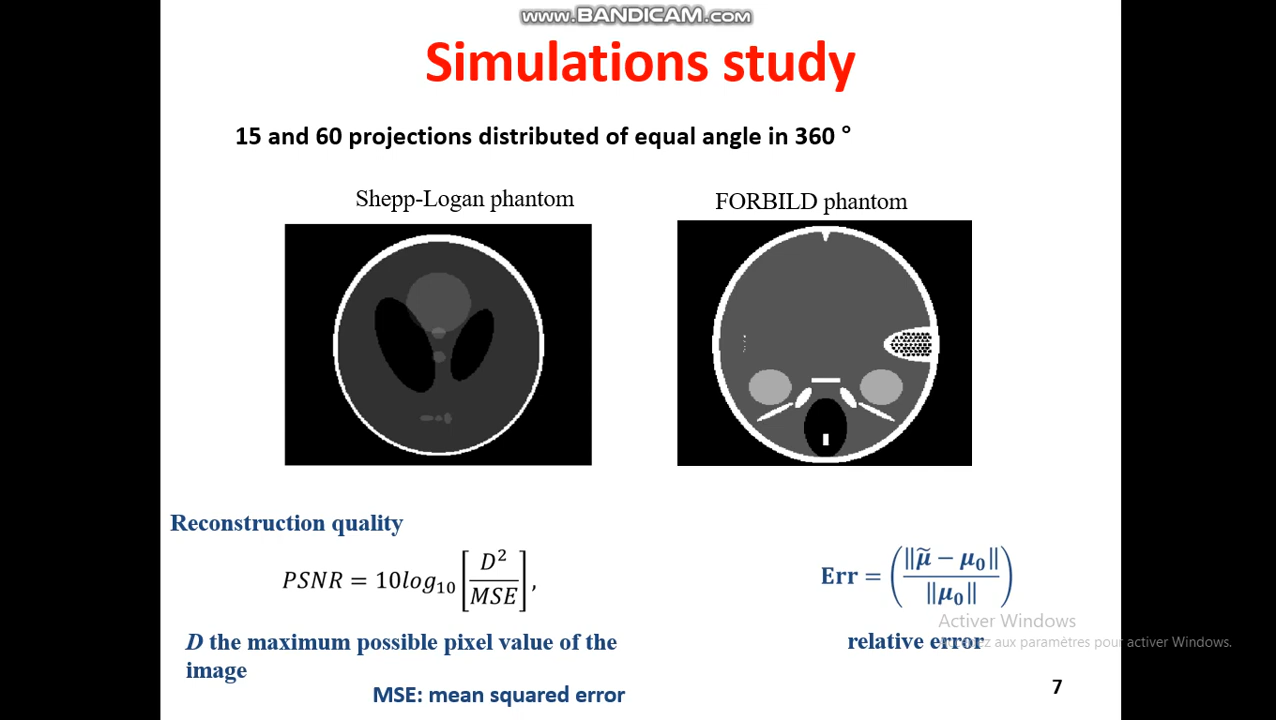 www.BANDICAM.com
Simulations study
15 and 60 projections distributed of equal angle in 360 °
Shepp-Logan phantom
FORBILD phantom
Reconstruction quality
PSNR = 10log₁₀ [D² / MSE],
Err = (‖μ̃ − μ₀‖ / ‖μ₀‖)
D the maximum possible pixel value of the
image
relative error
MSE: mean squared error
Activer Windows
aux paramètres pour activer Windows.
7